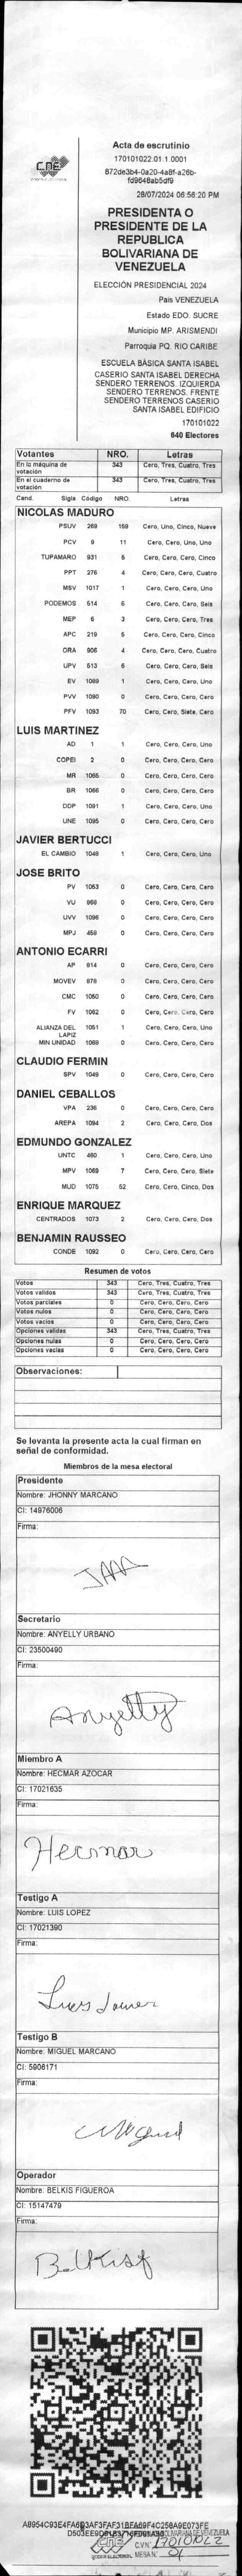 CNE
Acta de escrutinio
170101022.01.1.0001
872de3b4-0a20-4a8f-a26b-
fd9648ab5df9
28/07/2024 06:56:20 PM
PRESIDENTA O
PRESIDENTE DE LA
REPUBLICA
BOLIVARIANA DE
VENEZUELA
ELECCIÓN PRESIDENCIAL 2024
País VENEZUELA
Estado EDO. SUCRE
Municipio MP. ARISMENDI
Parroquia PQ. RIO CARIBE
ESCUELA BÁSICA SANTA ISABEL
CASERIO SANTA ISABEL DERECHA
SENDERO TERRENOS. IZQUIERDA
SENDERO TERRENOS. FRENTE
SENDERO TERRENOS CASERIO
SANTA ISABEL EDIFICIO
170101022
640 Electores
Votantes NRO. Letras
En la máquina de votación 343 Cero, Tres, Cuatro, Tres
En el cuaderno de votación 343 Cero, Tres, Cuatro, Tres
Cand. Sigla Código NRO. Letras
NICOLAS MADURO
PSUV 269 159 Cero, Uno, Cinco, Nueve
PCV 9 11 Cero, Cero, Uno, Uno
TUPAMARO 931 5 Cero, Cero, Cero, Cinco
PPT 276 4 Cero, Cero, Cero, Cuatro
MSV 1017 1 Cero, Cero, Cero, Uno
PODEMOS 514 6 Cero, Cero, Cero, Seis
MEP 6 3 Cero, Cero, Cero, Tres
APC 219 5 Cero, Cero, Cero, Cinco
ORA 906 4 Cero, Cero, Cero, Cuatro
UPV 513 6 Cero, Cero, Cero, Seis
EV 1089 1 Cero, Cero, Cero, Uno
PVV 1090 0 Cero, Cero, Cero, Cero
PFV 1093 70 Cero, Cero, Siete, Cero
LUIS MARTINEZ
AD 1 1 Cero, Cero, Cero, Uno
COPEI 2 0 Cero, Cero, Cero, Cero
MR 1065 0 Cero, Cero, Cero, Cero
BR 1066 0 Cero, Cero, Cero, Cero
DDP 1091 1 Cero, Cero, Cero, Uno
UNE 1095 0 Cero, Cero, Cero, Cero
JAVIER BERTUCCI
EL CAMBIO 1048 1 Cero, Cero, Cero, Uno
JOSE BRITO
PV 1053 0 Cero, Cero, Cero, Cero
VU 968 0 Cero, Cero, Cero, Cero
UVV 1096 0 Cero, Cero, Cero, Cero
MPJ 458 0 Cero, Cero, Cero, Cero
ANTONIO ECARRI
AP 814 0 Cero, Cero, Cero, Cero
MOVEV 878 0 Cero, Cero, Cero, Cero
CMC 1050 0 Cero, Cero, Cero, Cero
FV 1062 0 Cero, Cero, Cero, Cero
ALIANZA DEL LAPIZ 1051 1 Cero, Cero, Cero, Uno
MIN UNIDAD 1068 0 Cero, Cero, Cero, Cero
CLAUDIO FERMIN
SPV 1049 0 Cero, Cero, Cero, Cero
DANIEL CEBALLOS
VPA 236 0 Cero, Cero, Cero, Cero
AREPA 1094 2 Cero, Cero, Cero, Dos
EDMUNDO GONZALEZ
UNTC 460 1 Cero, Cero, Cero, Uno
MPV 1069 7 Cero, Cero, Cero, Siete
MUD 1075 52 Cero, Cero, Cinco, Dos
ENRIQUE MARQUEZ
CENTRADOS 1073 2 Cero, Cero, Cero, Dos
BENJAMIN RAUSSEO
CONDE 1092 0 Cero, Cero, Cero, Cero
Resumen de votos
Votos 343 Cero, Tres, Cuatro, Tres
Votos validos 343 Cero, Tres, Cuatro, Tres
Votos parciales 0 Cero, Cero, Cero, Cero
Votos nulos 0 Cero, Cero, Cero, Cero
Votos vacios 0 Cero, Cero, Cero, Cero
Opciones validas 343 Cero, Tres, Cuatro, Tres
Opciones nulas 0 Cero, Cero, Cero, Cero
Opciones vacías 0 Cero, Cero, Cero, Cero
Observaciones:
Se levanta la presente acta la cual firman en
señal de conformidad.
Miembros de la mesa electoral
Presidente
Nombre: JHONNY MARCANO
CI: 14976006
Firma:
Secretario
Nombre: ANYELLY URBANO
CI: 23500490
Firma:
Anyelly
Miembro A
Nombre: HECMAR AZOCAR
CI: 17021635
Firma:
Hecmar
Testigo A
Nombre: LUIS LOPEZ
CI: 17021390
Firma:
Testigo B
Nombre: MIGUEL MARCANO
CI: 5906171
Firma:
Operador
Nombre: BELKIS FIGUEROA
CI: 15147479
Firma:
Belkis
VENEZUELA
PODER ELECTORAL
C.V.N° 170101022
MESA N° 01